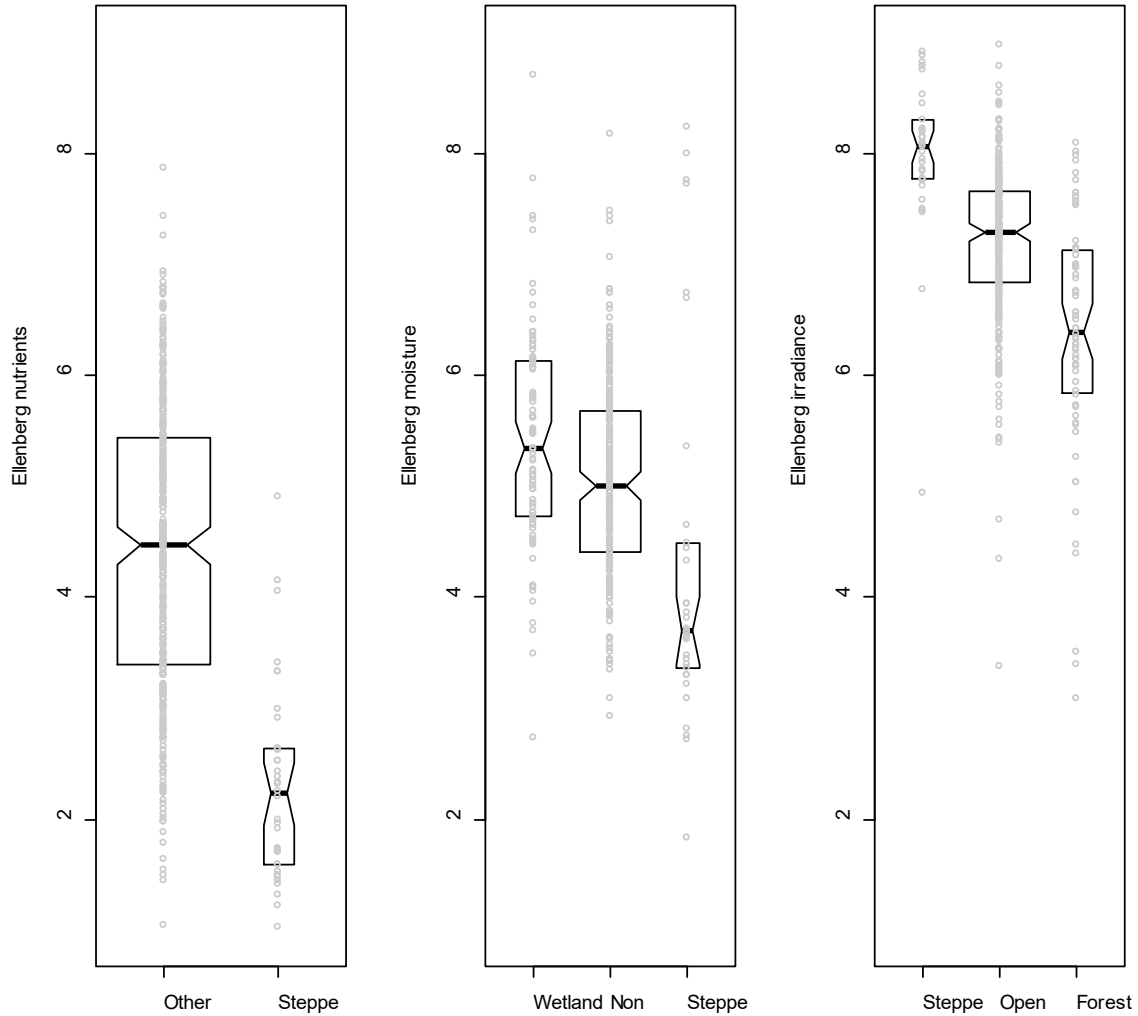 Ellenberg nutrients
8
6
4
2
Other Steppe
Ellenberg moisture
8
6
4
2
Wetland Non Steppe
Ellenberg irradiance
8
6
4
2
Steppe Open Forest